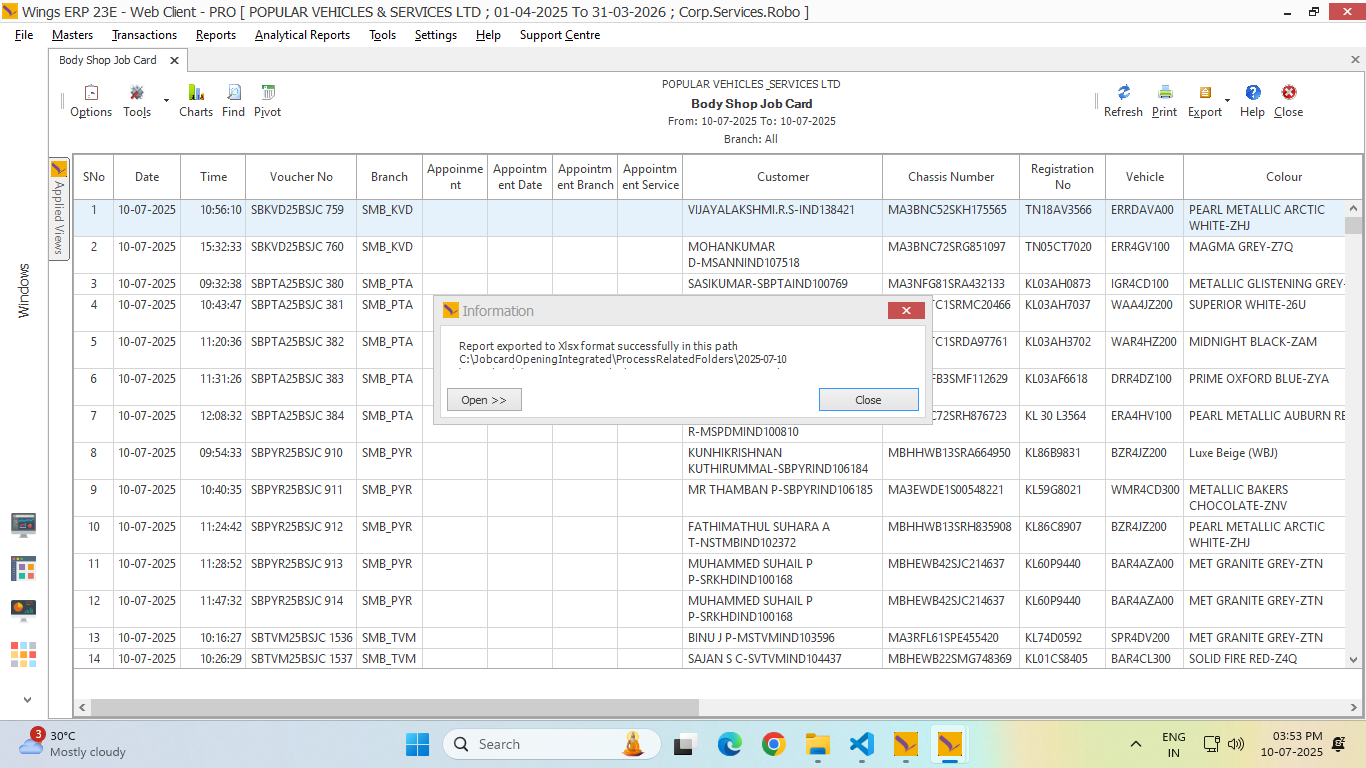 Wings ERP 23E - Web Client - PRO [ POPULAR VEHICLES & SERVICES LTD ; 01-04-2025 To 31-03-2026 ; Corp.Services.Robo ]
File Masters Transactions Reports Analytical Reports Tools Settings Help Support Centre
Body Shop Job Card
POPULAR VEHICLES_SERVICES LTD
Body Shop Job Card
From: 10-07-2025 To: 10-07-2025
Branch: All
Options Tools Charts Find Pivot
Refresh Print Export Help Close
Applied Views
Windows
SNo Date Time Voucher No Branch Appoinment Appointment Date Appointment Branch Appointment Service Customer Chassis Number Registration No Vehicle Colour
1 10-07-2025 10:56:10 SBKVD25BSJC 759 SMB_KVD VIJAYALAKSHMI.R.S-IND138421 MA3BNC52SKH175565 TN18AV3566 ERRDAVA00 PEARL METALLIC ARCTIC
WHITE-ZHJ
2 10-07-2025 15:32:33 SBKVD25BSJC 760 SMB_KVD MOHANKUMAR MA3BNC72SRG851097 TN05CT7020 ERR4GV100 MAGMA GREY-Z7Q
D-MSANNIND107518
3 10-07-2025 09:32:38 SBPTA25BSJC 380 SMB_PTA SASIKUMAR-SBPTAIND100769 MA3NFG81SRA432133 KL03AH0873 IGR4CD100 METALLIC GLISTENING GREY-
4 10-07-2025 10:43:47 SBPTA25BSJC 381 SMB_PTA TC1SRMC20466 KL03AH7037 WAA4JZ200 SUPERIOR WHITE-26U
5 10-07-2025 11:20:36 SBPTA25BSJC 382 SMB_PTA TC1SRDA97761 KL03AH3702 WAR4HZ200 MIDNIGHT BLACK-ZAM
6 10-07-2025 11:31:26 SBPTA25BSJC 383 SMB_PTA FB3SMF112629 KL03AF6618 DRR4DZ100 PRIME OXFORD BLUE-ZYA
7 10-07-2025 12:08:32 SBPTA25BSJC 384 SMB_PTA C72SRH876723 KL 30 L3564 ERA4HV100 PEARL METALLIC AUBURN RE
R-MSPDMIND100810
8 10-07-2025 09:54:33 SBPYR25BSJC 910 SMB_PYR KUNHIKRISHNAN MBHHWB13SRA664950 KL86B9831 BZR4JZ200 Luxe Beige (WBJ)
KUTHIRUMMAL-SBPYRIND106184
9 10-07-2025 10:40:35 SBPYR25BSJC 911 SMB_PYR MR THAMBAN P-SBPYRIND106185 MA3EWDE1S00548221 KL59G8021 WMR4CD300 METALLIC BAKERS
CHOCOLATE-ZNV
10 10-07-2025 11:24:42 SBPYR25BSJC 912 SMB_PYR FATHIMATHUL SUHARA A MBHHWB13SRH835908 KL86C8907 BZR4JZ200 PEARL METALLIC ARCTIC
T-NSTMBIND102372 WHITE-ZHJ
11 10-07-2025 11:28:52 SBPYR25BSJC 913 SMB_PYR MUHAMMED SUHAIL P MBHEWB42SJC214637 KL60P9440 BAR4AZA00 MET GRANITE GREY-ZTN
P-SRKHDIND100168
12 10-07-2025 11:47:32 SBPYR25BSJC 914 SMB_PYR MUHAMMED SUHAIL P MBHEWB42SJC214637 KL60P9440 BAR4AZA00 MET GRANITE GREY-ZTN
P-SRKHDIND100168
13 10-07-2025 10:16:27 SBTVM25BSJC 1536 SMB_TVM BINU J P-MSTVMIND103596 MA3RFL61SPE455420 KL74D0592 SPR4DV200 MET GRANITE GREY-ZTN
14 10-07-2025 10:26:29 SBTVM25BSJC 1537 SMB_TVM SAJAN S C-SVTVMIND104437 MBHEWB22SMG748369 KL01CS8405 BAR4CL300 SOLID FIRE RED-Z4Q
Information
Report exported to Xlsx format successfully in this path
C:\JobcardOpeningIntegrated\ProcessRelatedFolders\2025-07-10
Open >> Close
3
30°C
Mostly cloudy
Search
ENG
IN
03:53 PM
10-07-2025